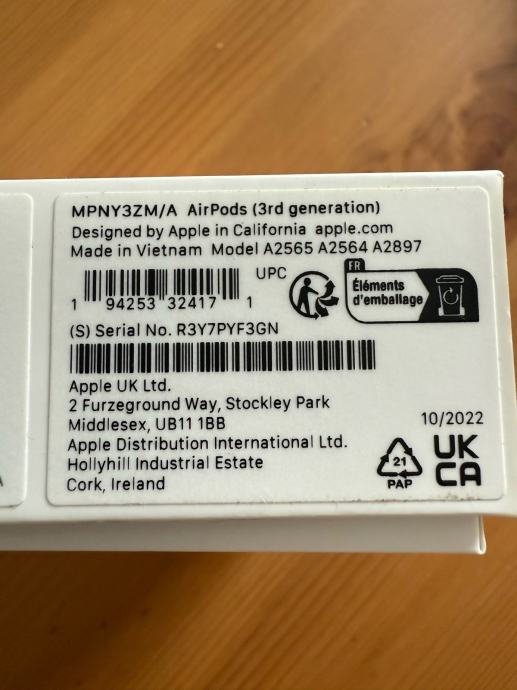 MPNY3ZM/A AirPods (3rd generation)
Designed by Apple in California apple.com
Made in Vietnam Model A2565 A2564 A2897
UPC
1 94253 32417 1
FR
Éléments
d'emballage
(S) Serial No. R3Y7PYF3GN
Apple UK Ltd.
2 Furzeground Way, Stockley Park
Middlesex, UB11 1BB
Apple Distribution International Ltd.
Hollyhill Industrial Estate
Cork, Ireland
10/2022
21
PAP
UK
CA
A